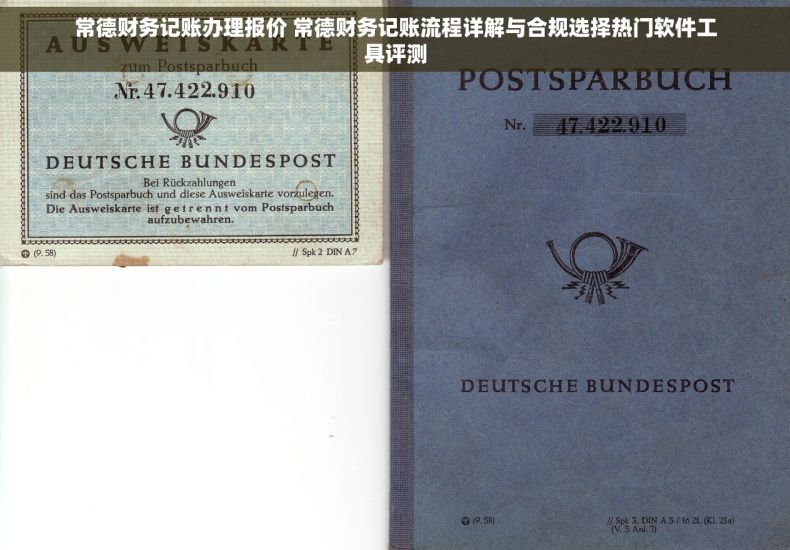 常德财务记账办理报价 常德财务记账流程详解与合规选择热门软件工
具评测
AUSWEISKARTE
zum Postsparbuch
Nr. 47.422.910
DEUTSCHE BUNDESPOST
Bei Rückzahlungen
sind das Postsparbuch und diese Ausweiskarte vorzulegen.
Die Ausweiskarte ist getrennt vom Postsparbuch
aufzubewahren.
(9. 58)
// Spk 2 DIN A 7
POSTSPARBUCH
Nr. 47.422.910
DEUTSCHE BUNDESPOST
(9. 58)
// Spk 3, DIN A 5 / 16 Bl. (Kl. 23a)
(V. 5 Anl. 2)